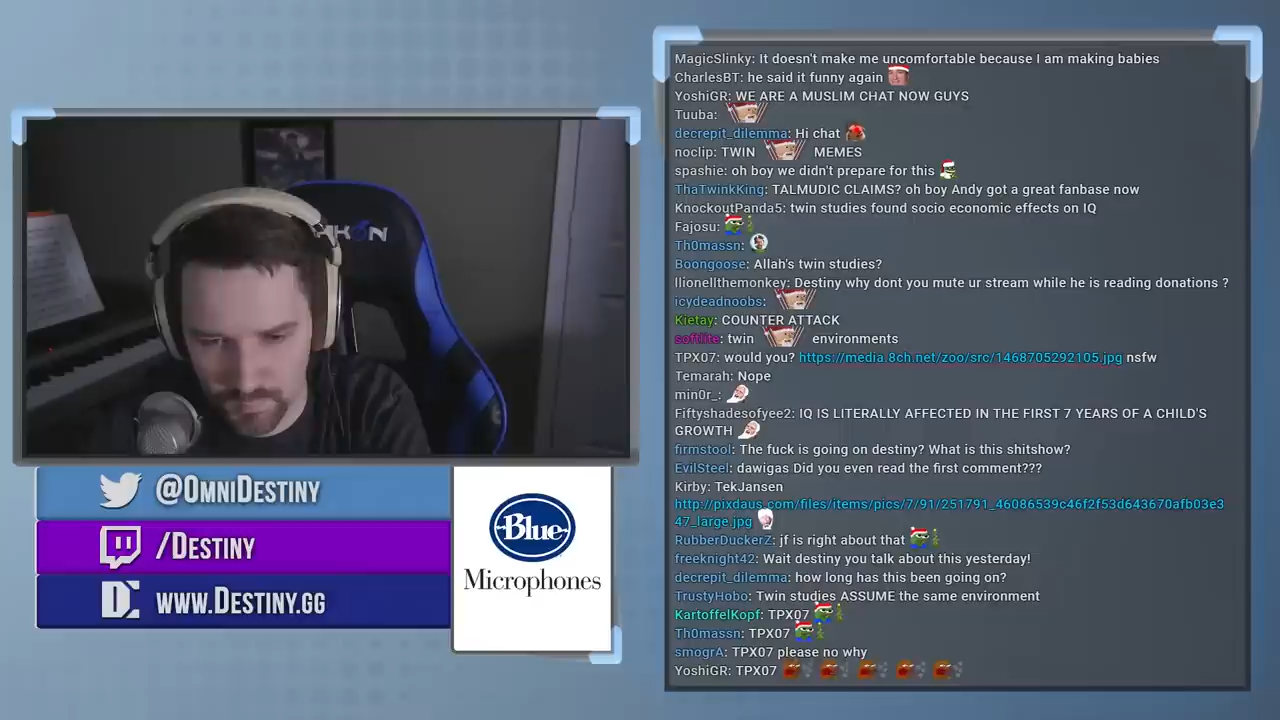 MagicSlinky: It doesn't make me uncomfortable because I am making babies
CharlesBT: he said it funny again
YoshiGR: WE ARE A MUSLIM CHAT NOW GUYS
Tuuba:
decrepit_dilemma: Hi chat
noclip: TWIN MEMES
spashie: oh boy we didn't prepare for this
ThaTwinkKing: TALMUDIC CLAIMS? oh boy Andy got a great fanbase now
KnockoutPanda5: twin studies found socio economic effects on IQ
Fajosu:
Th0massn:
Boongoose: Allah's twin studies?
llionellthemonkey: Destiny why dont you mute ur stream while he is reading donations ?
icydeadnoobs:
Kietay: COUNTER ATTACK
softlite: twin environments
TPX07: would you? https://media.8ch.net/zoo/src/1468705292105.jpg nsfw
Temarah: Nope
min0r_:
Fiftyshadesofyee2: IQ IS LITERALLY AFFECTED IN THE FIRST 7 YEARS OF A CHILD'S
GROWTH
firmstool: The fuck is going on destiny? What is this shitshow?
EvilSteel: dawigas Did you even read the first comment???
Kirby: TekJansen
http://pixdaus.com/files/items/pics/7/91/251791_46086539c46f2f53d643670afb03e3
47_large.jpg
RubberDuckerZ: jf is right about that
freeknight42: Wait destiny you talk about this yesterday!
decrepit_dilemma: how long has this been going on?
TrustyHobo: Twin studies ASSUME the same environment
KartoffelKopf: TPX07
Th0massn: TPX07
smogrA: TPX07 please no why
YoshiGR: TPX07
@OmniDestiny
/Destiny
www.Destiny.gg
Blue
Microphones